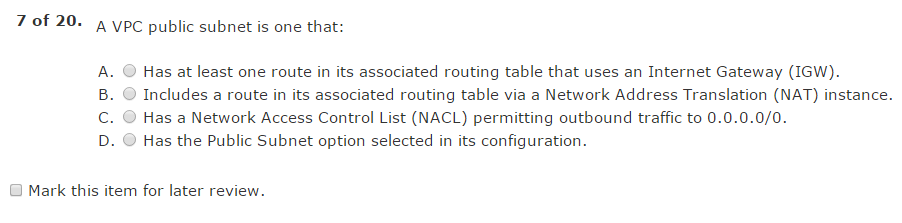 7 of 20. A VPC public subnet is one that:
A. Has at least one route in its associated routing table that uses an Internet Gateway (IGW).
B. Includes a route in its associated routing table via a Network Address Translation (NAT) instance.
C. Has a Network Access Control List (NACL) permitting outbound traffic to 0.0.0.0/0.
D. Has the Public Subnet option selected in its configuration.
Mark this item for later review.